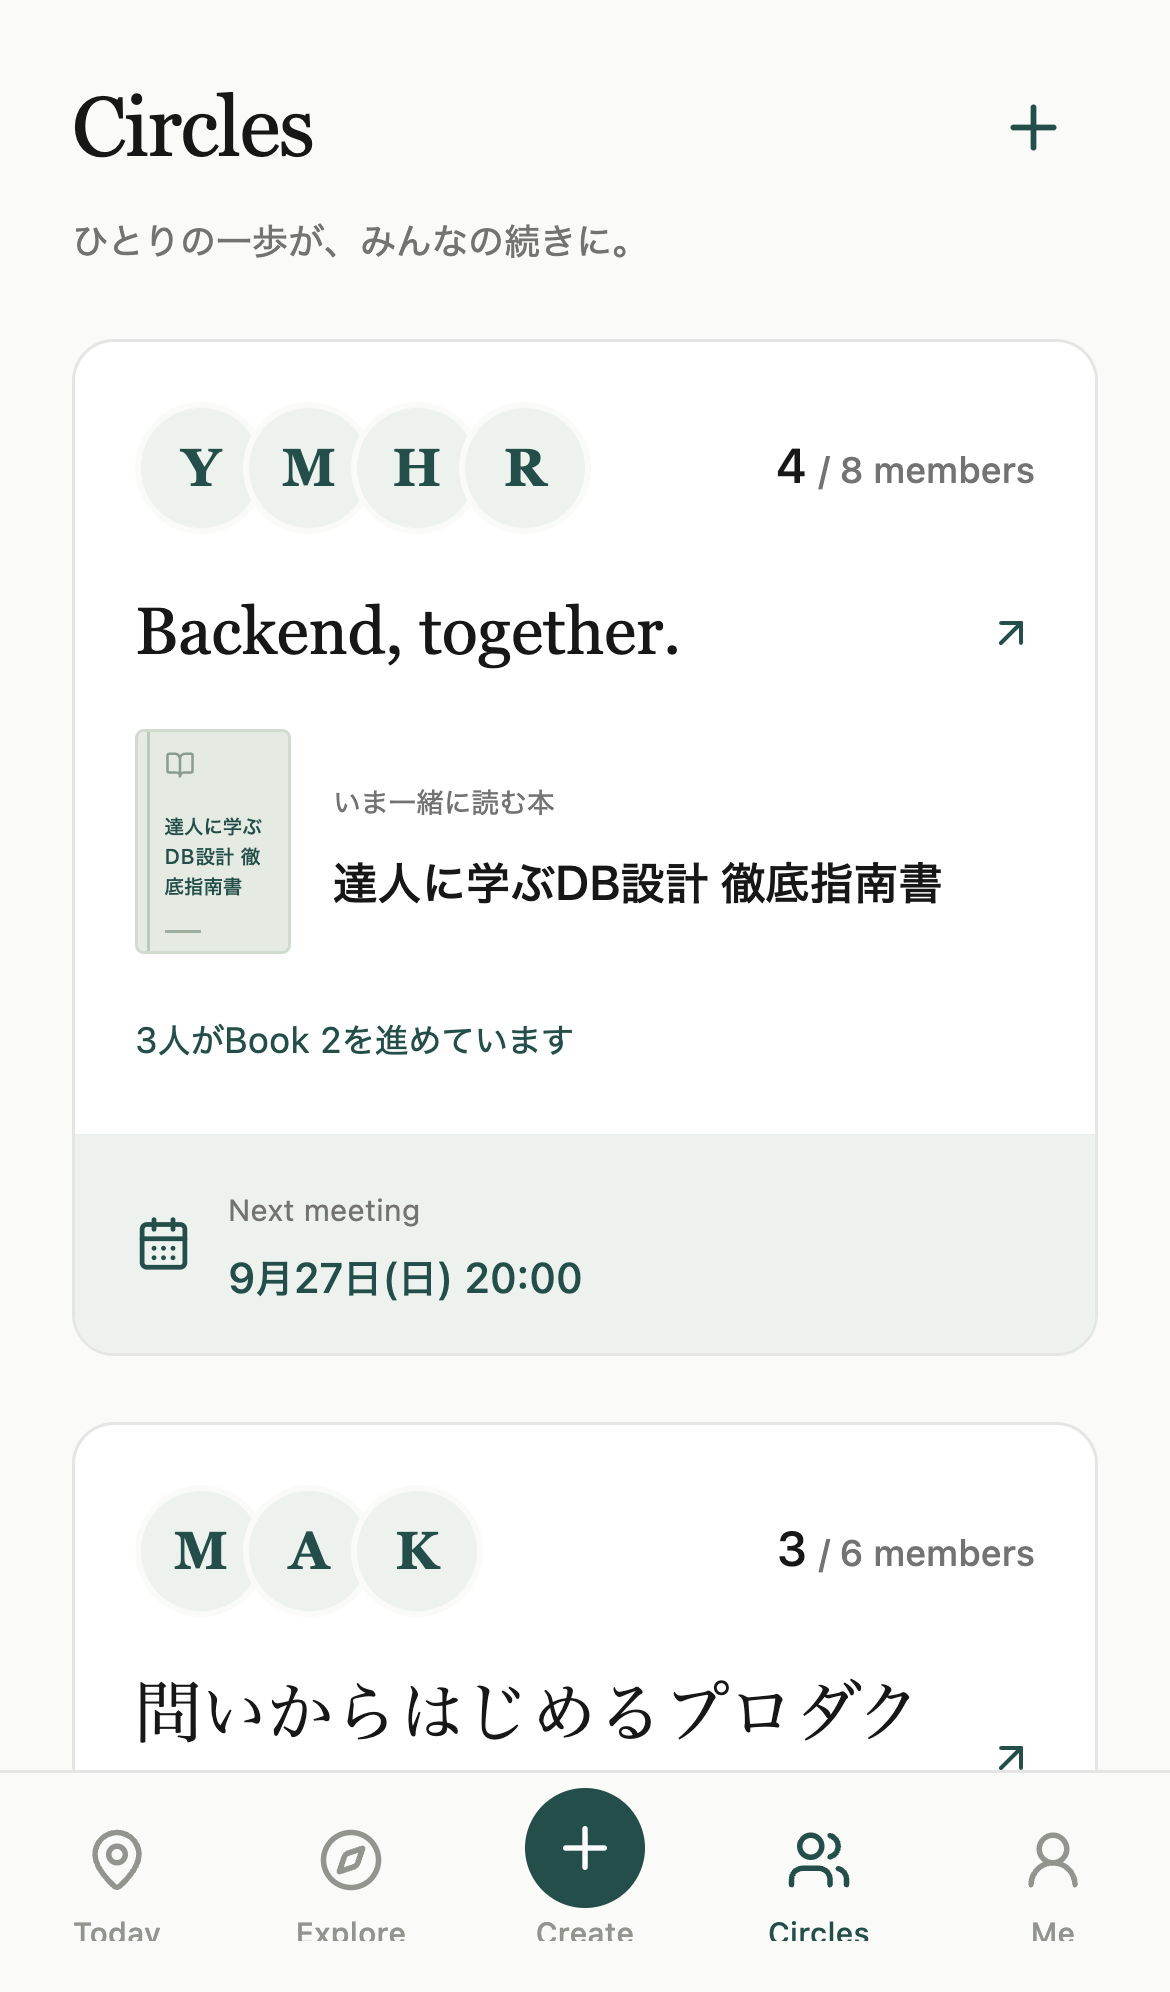 Circles
ひとりの一歩が、みんなの続きに。
Y M H R
4 / 8 members
Backend, together.
達人に学ぶ
DB設計 徹
底指南書
いま一緒に読む本
達人に学ぶDB設計 徹底指南書
3人がBook 2を進めています
Next meeting
9月27日(日) 20:00
M A K
3 / 6 members
問いからはじめるプロダク
Today
Explore
Create
Circles
Me